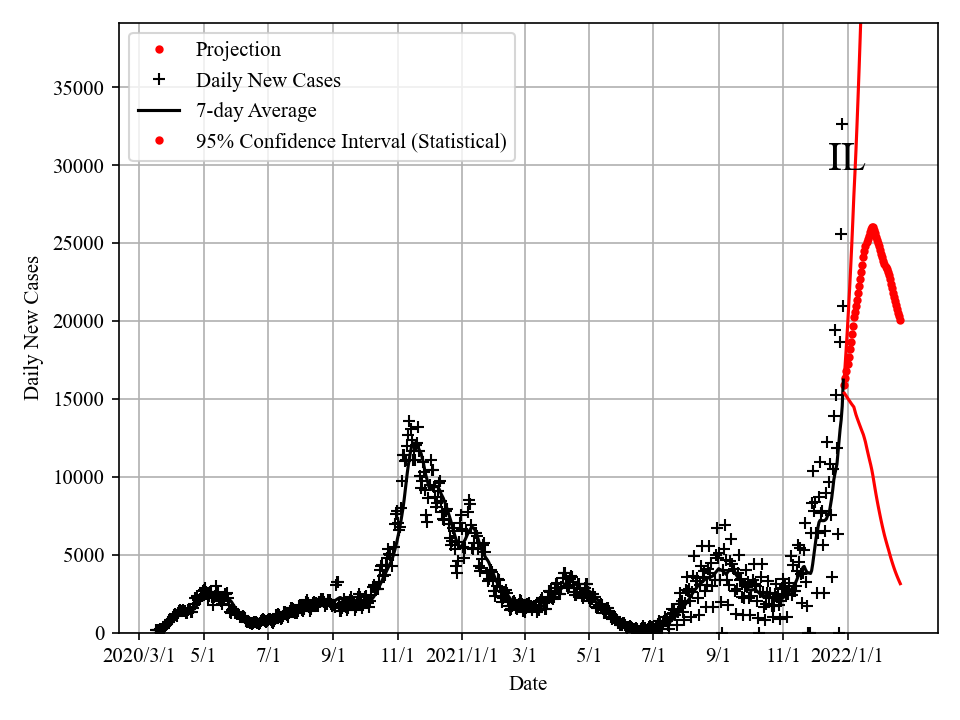 Projection
Daily New Cases
7-day Average
95% Confidence Interval (Statistical)
IL
35000
30000
25000
20000
15000
10000
5000
0
Daily New Cases
2020/3/1 5/1 7/1 9/1 11/1 2021/1/1 3/1 5/1 7/1 9/1 11/1 2022/1/1
Date